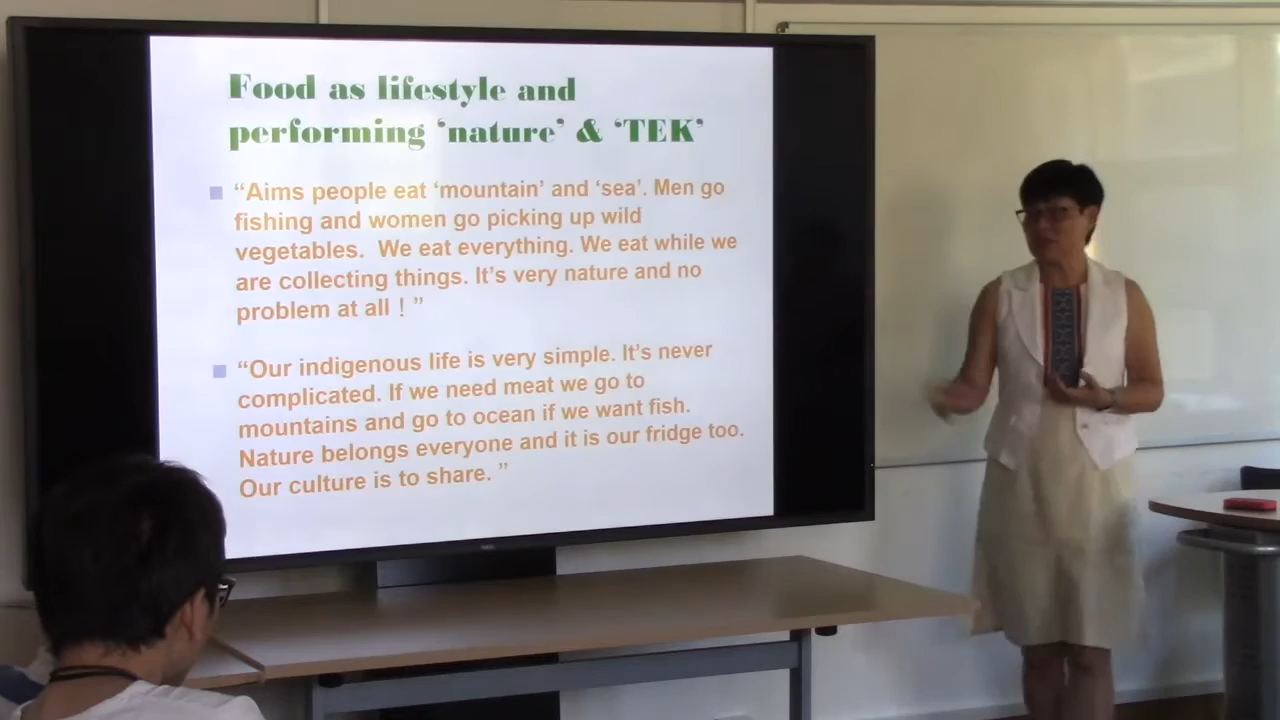 Food as lifestyle and
performing ‘nature’ & ‘TEK’
“Aims people eat ‘mountain’ and ‘sea’. Men go
fishing and women go picking up wild
vegetables. We eat everything. We eat while we
are collecting things. It’s very nature and no
problem at all！”
“Our indigenous life is very simple. It’s never
complicated. If we need meat we go to
mountains and go to ocean if we want fish.
Nature belongs everyone and it is our fridge too.
Our culture is to share. ”